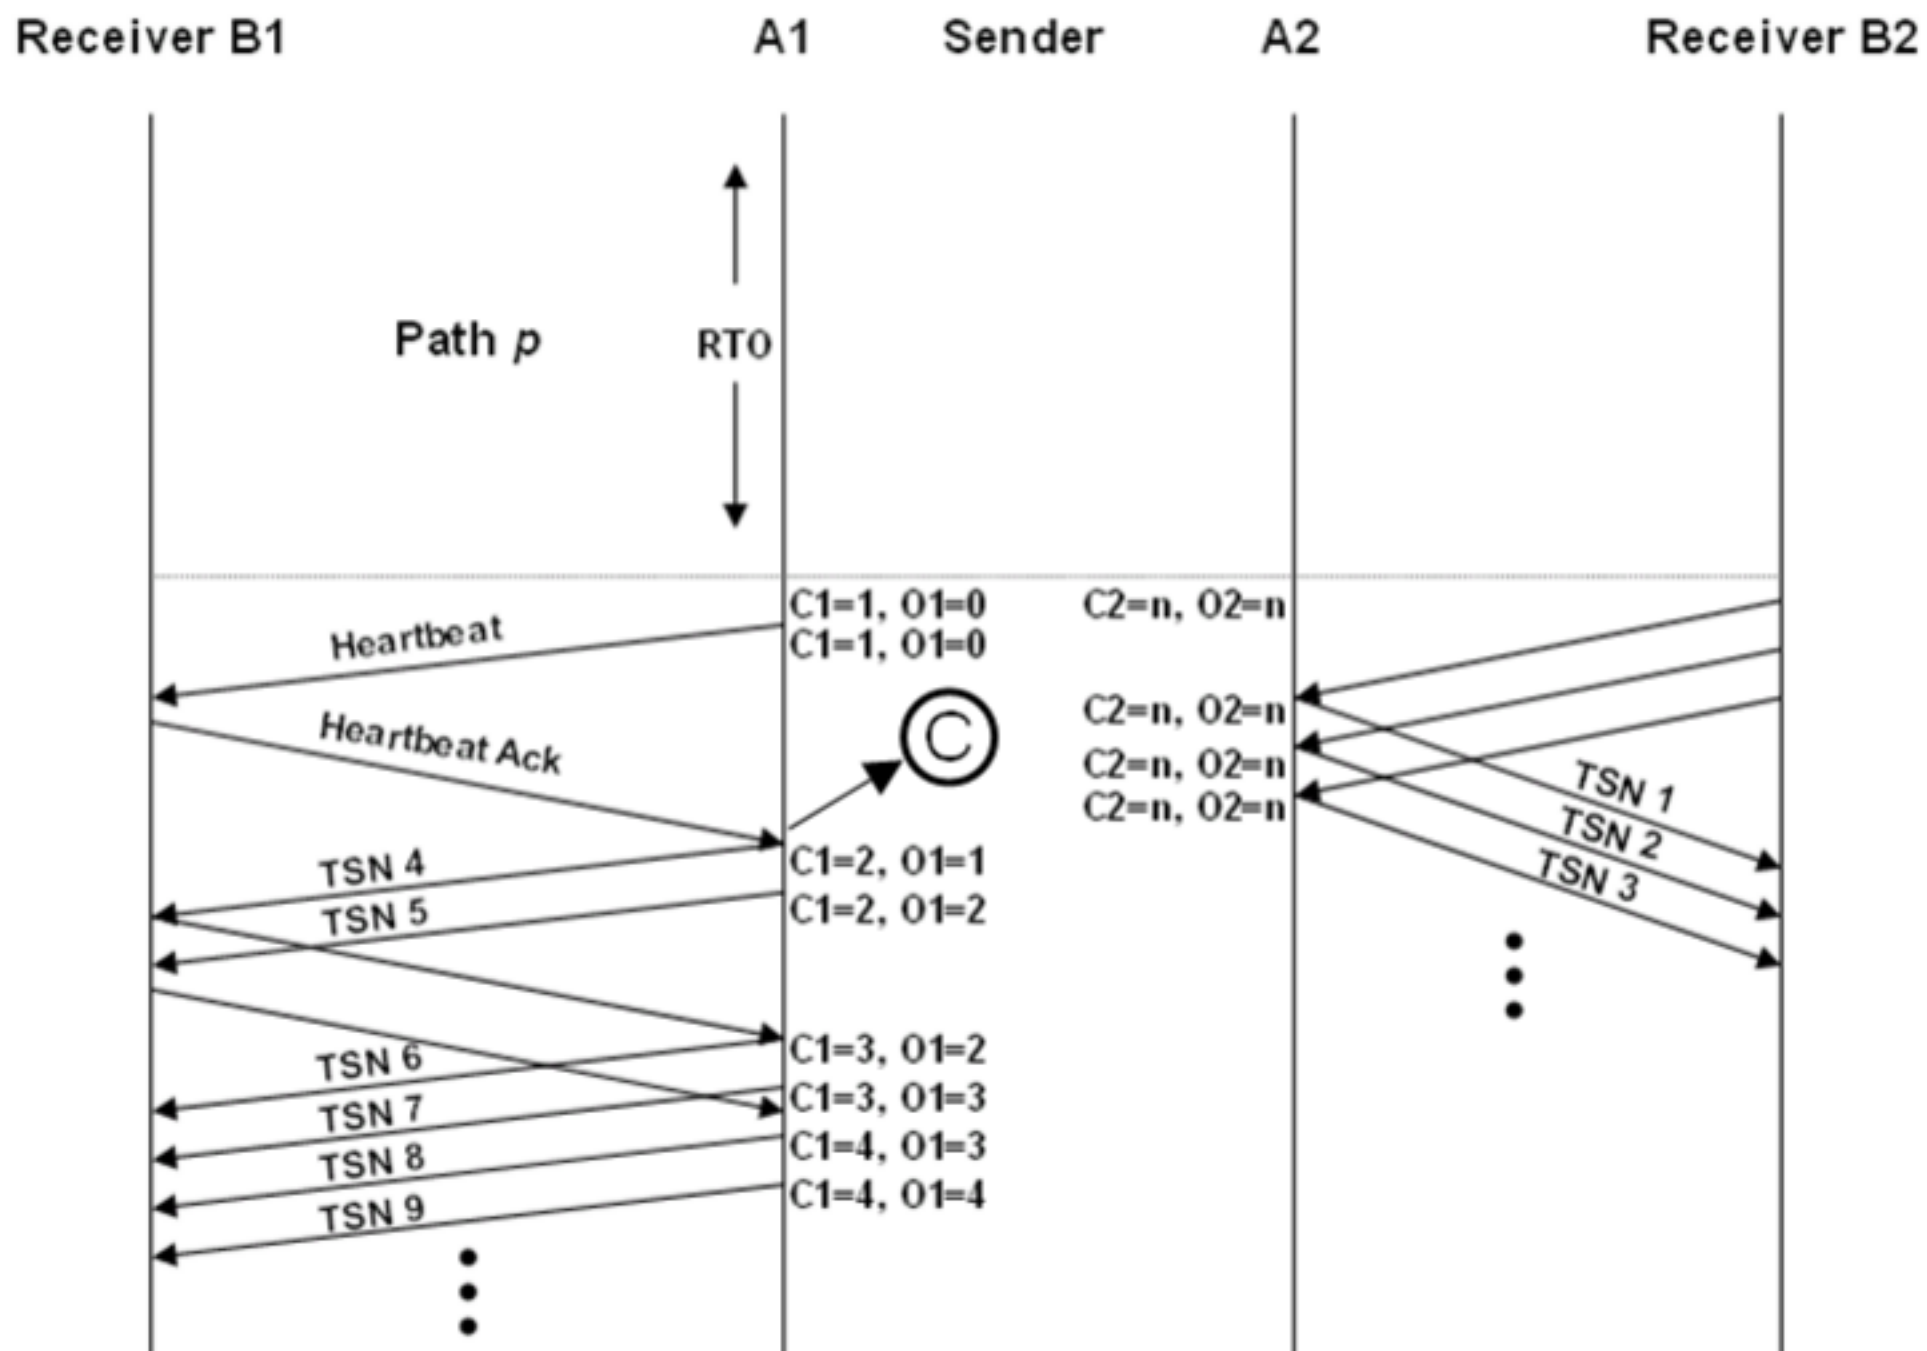 Receiver B1 A1 Sender A2 Receiver B2
Path p
RTO
C1=1, O1=0
C2=n, O2=n
Heartbeat
C1=1, O1=0
Heartbeat Ack
C
C2=n, O2=n
C2=n, O2=n
C2=n, O2=n
TSN 1
TSN 2
TSN 3
TSN 4
C1=2, O1=1
TSN 5
C1=2, O1=2
TSN 6
C1=3, O1=2
TSN 7
C1=3, O1=3
TSN 8
C1=4, O1=3
TSN 9
C1=4, O1=4